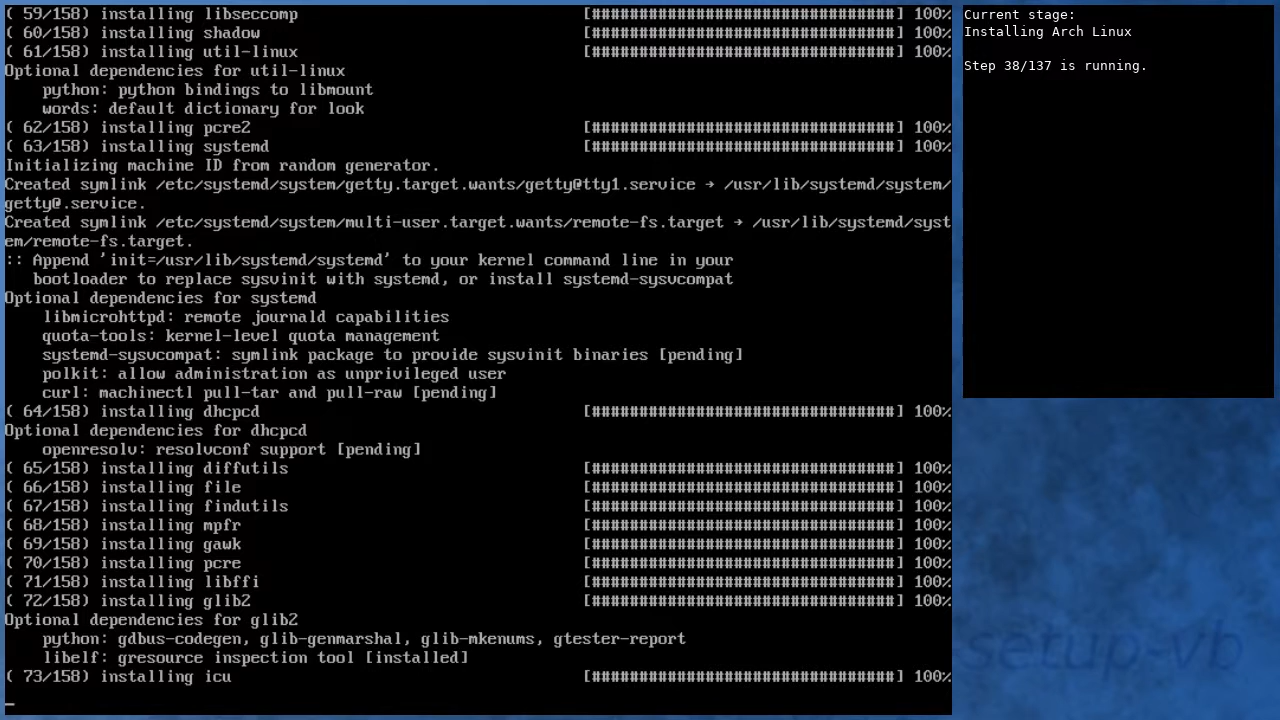 ( 59/158) installing libseccomp [################################] 100%
( 60/158) installing shadow [################################] 100%
( 61/158) installing util-linux [################################] 100%
Optional dependencies for util-linux
    python: python bindings to libmount
    words: default dictionary for look
( 62/158) installing pcre2 [################################] 100%
( 63/158) installing systemd [################################] 100%
Initializing machine ID from random generator.
Created symlink /etc/systemd/system/getty.target.wants/getty@tty1.service → /usr/lib/systemd/system/
getty@.service.
Created symlink /etc/systemd/system/multi-user.target.wants/remote-fs.target → /usr/lib/systemd/syst
em/remote-fs.target.
:: Append 'init=/usr/lib/systemd/systemd' to your kernel command line in your
   bootloader to replace sysvinit with systemd, or install systemd-sysvcompat
Optional dependencies for systemd
    libmicrohttpd: remote journald capabilities
    quota-tools: kernel-level quota management
    systemd-sysvcompat: symlink package to provide sysvinit binaries [pending]
    polkit: allow administration as unprivileged user
    curl: machinectl pull-tar and pull-raw [pending]
( 64/158) installing dhcpcd [################################] 100%
Optional dependencies for dhcpcd
    openresolv: resolvconf support [pending]
( 65/158) installing diffutils [################################] 100%
( 66/158) installing file [################################] 100%
( 67/158) installing findutils [################################] 100%
( 68/158) installing mpfr [################################] 100%
( 69/158) installing gawk [################################] 100%
( 70/158) installing pcre [################################] 100%
( 71/158) installing libffi [################################] 100%
( 72/158) installing glib2 [################################] 100%
Optional dependencies for glib2
    python: gdbus-codegen, glib-genmarshal, glib-mkenums, gtester-report
    libelf: gresource inspection tool [installed]
( 73/158) installing icu [################################] 100%
Current stage:
Installing Arch Linux
Step 38/137 is running.
setup-vb